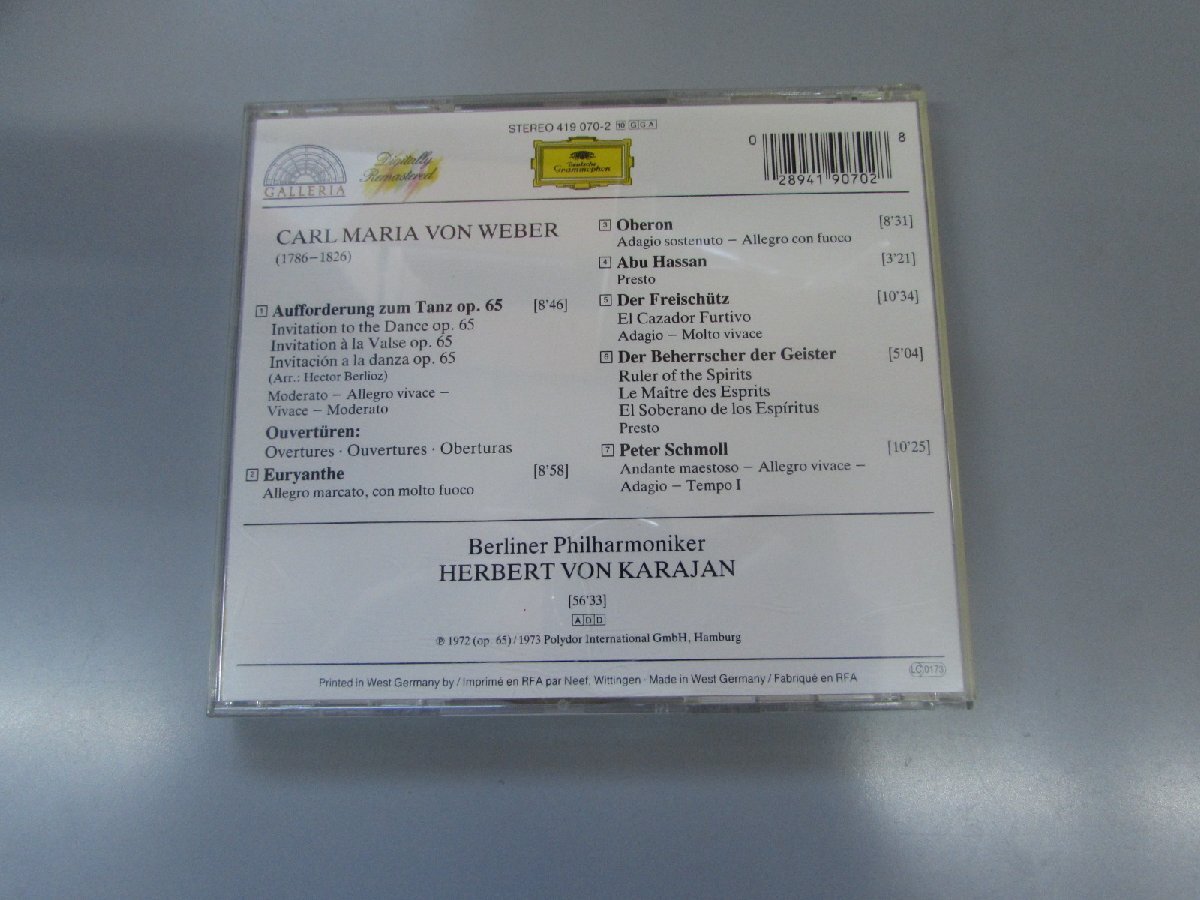 STEREO 419 070-2 10 G G A
GALLERIA
Digitally
Remastered
Deutsche
Grammophon
0 28941 90702 8
CARL MARIA VON WEBER
(1786–1826)
1 Aufforderung zum Tanz op. 65 [8'46]
Invitation to the Dance op. 65
Invitation à la Valse op. 65
Invitación a la danza op. 65
(Arr.: Hector Berlioz)
Moderato – Allegro vivace –
Vivace – Moderato
Ouvertüren:
Overtures · Ouvertures · Oberturas
2 Euryanthe [8'58]
Allegro marcato, con molto fuoco
3 Oberon [8'31]
Adagio sostenuto – Allegro con fuoco
4 Abu Hassan [3'21]
Presto
5 Der Freischütz [10'34]
El Cazador Furtivo
Adagio – Molto vivace
6 Der Beherrscher der Geister [5'04]
Ruler of the Spirits
Le Maître des Esprits
El Soberano de los Espíritus
Presto
7 Peter Schmoll [10'25]
Andante maestoso – Allegro vivace –
Adagio – Tempo I
Berliner Philharmoniker
HERBERT VON KARAJAN
[56'33]
A D D
℗ 1972 (op. 65) / 1973 Polydor International GmbH, Hamburg
LC 0173
Printed in West Germany by / Imprimé en RFA par Neef, Wittingen · Made in West Germany / Fabriqué en RFA